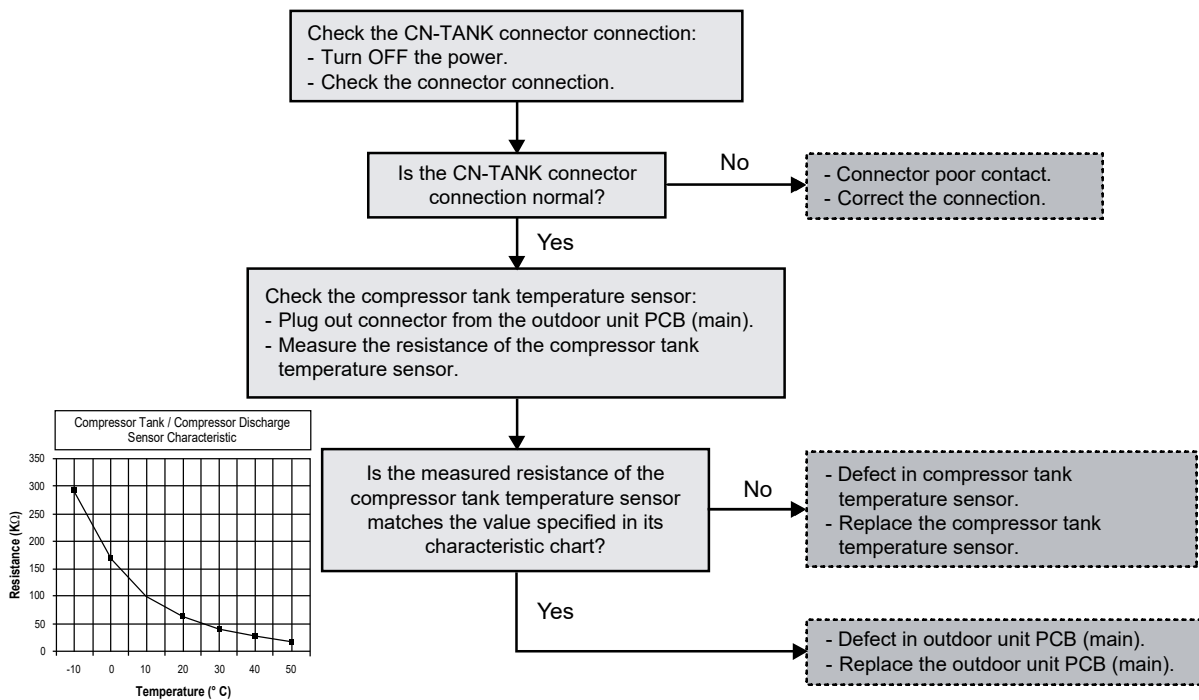 Check the CN-TANK connector connection:
- Turn OFF the power.
- Check the connector connection.
Is the CN-TANK connector
connection normal?
No
- Connector poor contact.
- Correct the connection.
Yes
Check the compressor tank temperature sensor:
- Plug out connector from the outdoor unit PCB (main).
- Measure the resistance of the compressor tank
temperature sensor.
Compressor Tank / Compressor Discharge
Sensor Characteristic
350
300
250
200
150
100
50
0
Resistance (KΩ)
-10
0
10
20
30
40
50
Temperature (° C)
Is the measured resistance of the
compressor tank temperature sensor
matches the value specified in its
characteristic chart?
No
- Defect in compressor tank
temperature sensor.
- Replace the compressor tank
temperature sensor.
Yes
- Defect in outdoor unit PCB (main).
- Replace the outdoor unit PCB (main).